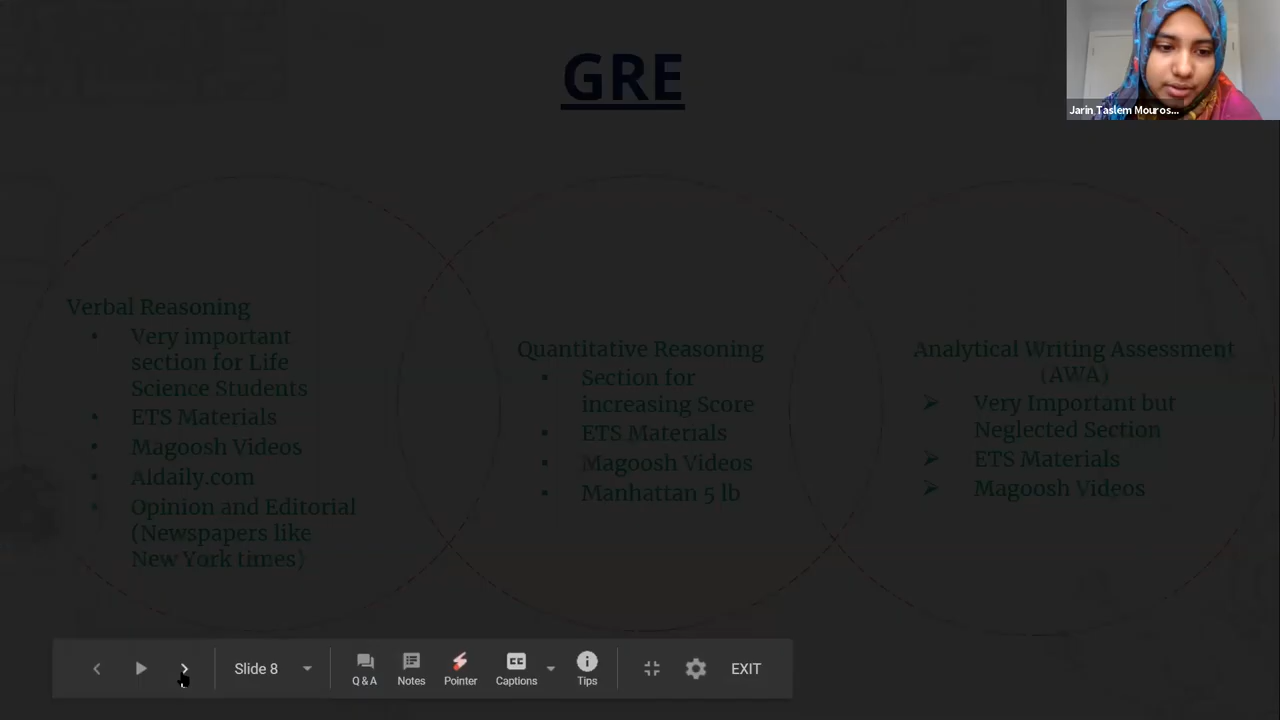 GRE
Jarin Taslem Mouros...
Verbal Reasoning
• Very important
section for Life
Science Students
• ETS Materials
• Magoosh Videos
• Aldaily.com
• Opinion and Editorial
(Newspapers like
New York times)
Quantitative Reasoning
▪ Section for
increasing Score
▪ ETS Materials
▪ Magoosh Videos
▪ Manhattan 5 lb
Analytical Writing Assessment
(AWA)
➢ Very Important but
Neglected Section
➢ ETS Materials
➢ Magoosh Videos
Slide 8
Q & A
Notes
Pointer
CC
Captions
Tips
EXIT